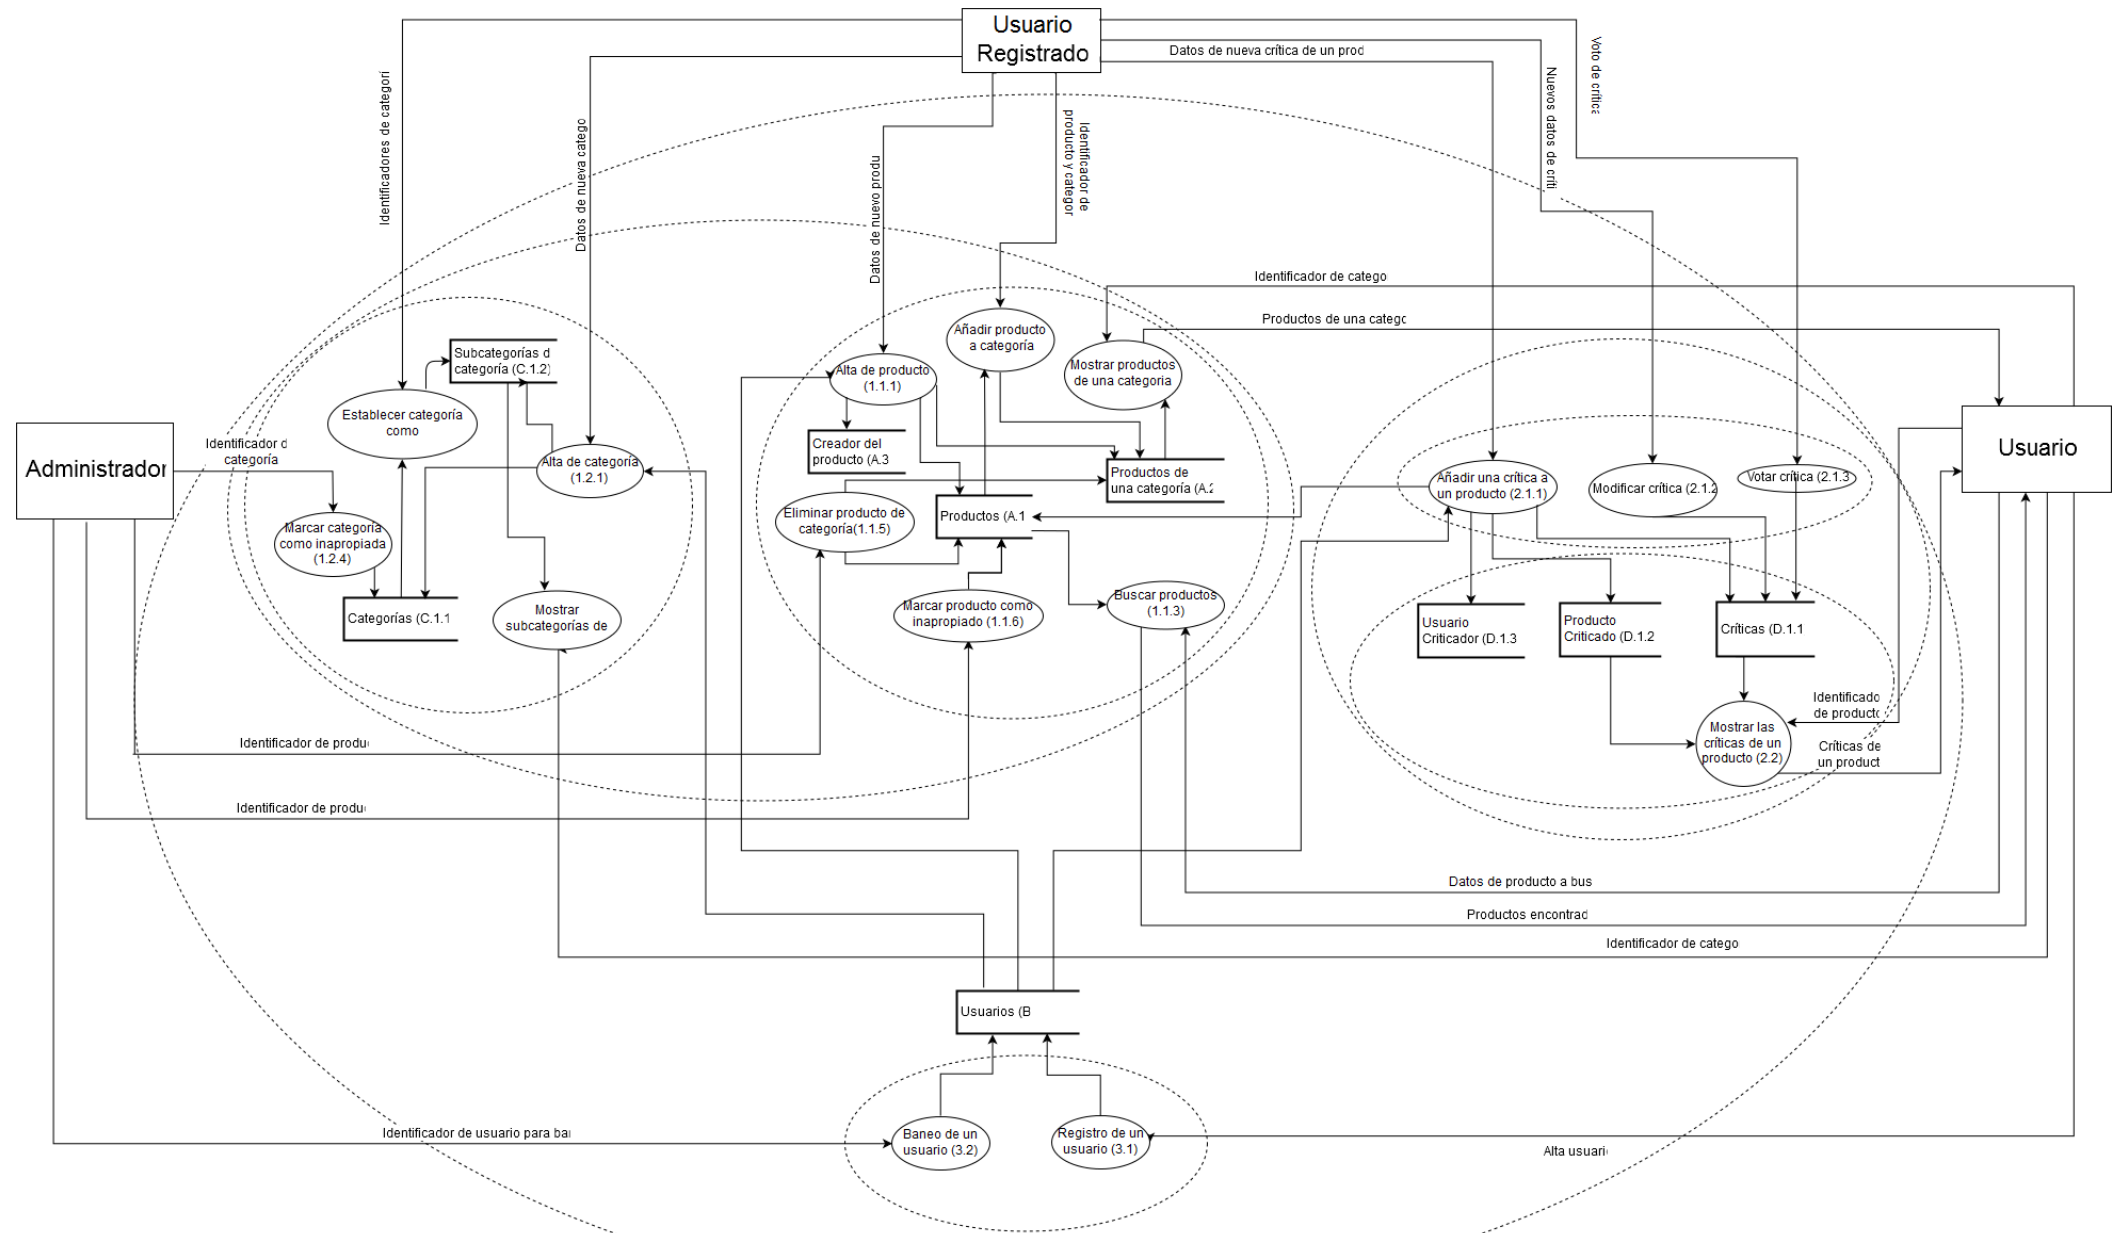 Usuario
Registrado
Datos de nueva crítica de un prod
Voto de crítica
Nuevos datos de críti
Identificadores de categorí
Datos de nueva catego
Datos de nuevo produ
Identificador de
producto y categor
Identificador de catego
Productos de una catego
Añadir producto
a categoría
Mostrar productos
de una categoria
Subcategorías d
categoría (C.1.2)
Alta de producto
(1.1.1)
Establecer categoría
como
Creador del
producto (A.3
Administrador
Identificador d
categoría
Alta de categoría
(1.2.1)
Productos de
una categoría (A.2
Añadir una crítica a
un producto (2.1.1)
Modificar crítica (2.1.2
Votar crítica (2.1.3
Usuario
Marcar categoría
como inapropiada
(1.2.4)
Eliminar producto de
categoría(1.1.5)
Productos (A.1
Categorías (C.1.1
Mostrar
subcategorías de
Marcar producto como
inapropiado (1.1.6)
Buscar productos
(1.1.3)
Usuario
Criticador (D.1.3
Producto
Criticado (D.1.2
Críticas (D.1.1
Identificado
de producto
Mostrar las
críticas de un
producto (2.2)
Críticas de
un product
Identificador de produ
Identificador de produ
Datos de producto a bus
Productos encontrad
Identificador de catego
Usuarios (B
Identificador de usuario para ba
Baneo de un
usuario (3.2)
Registro de un
usuario (3.1)
Alta usuari